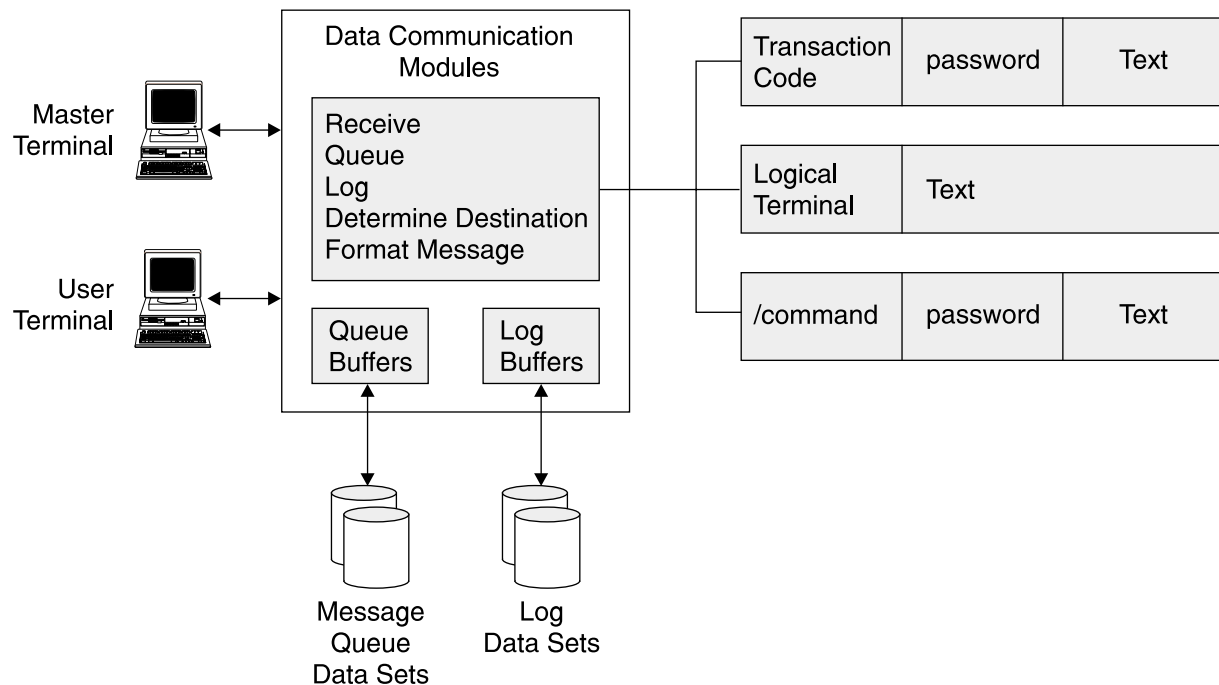 Data Communication
Modules
Master
Terminal
Receive
Queue
Log
Determine Destination
Format Message
User
Terminal
Queue
Buffers
Log
Buffers
Message
Queue
Data Sets
Log
Data Sets
Transaction
Code
password
Text
Logical
Terminal
Text
/command
password
Text